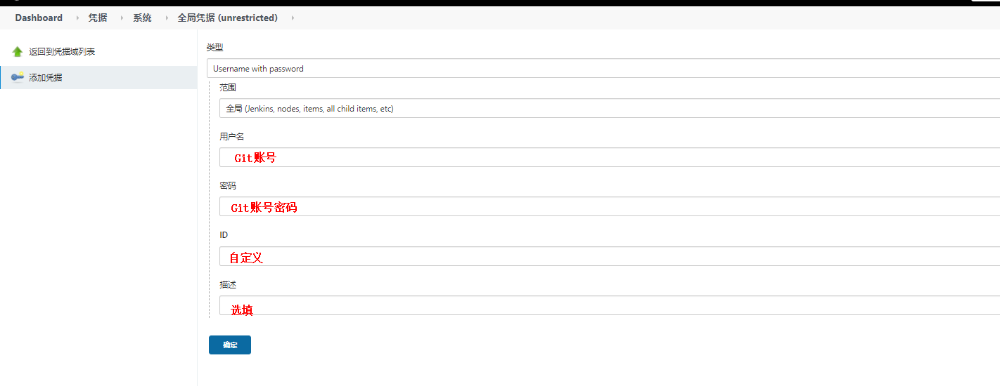 Dashboard 凭据 系统 全局凭据 (unrestricted)
返回到凭据域列表
添加凭据
类型
Username with password
范围
全局 (Jenkins, nodes, items, all child items, etc)
用户名
Git账号
密码
Git账号密码
ID
自定义
描述
选填
确定